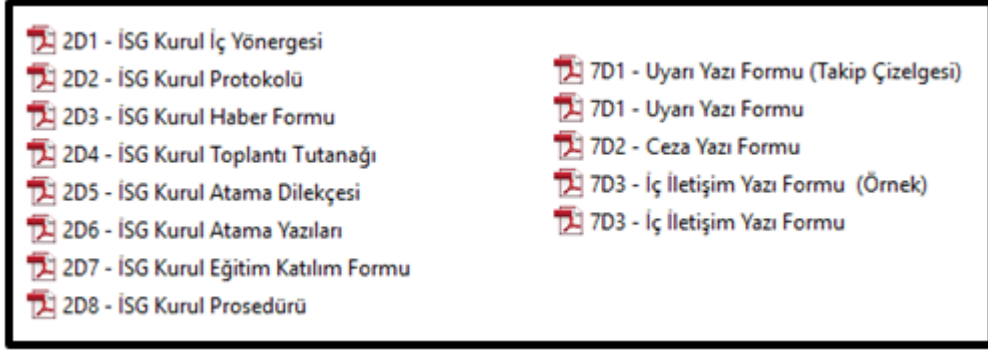 2D1 - İSG Kurul İç Yönergesi
2D2 - İSG Kurul Protokolü
2D3 - İSG Kurul Haber Formu
2D4 - İSG Kurul Toplantı Tutanağı
2D5 - İSG Kurul Atama Dilekçesi
2D6 - İSG Kurul Atama Yazıları
2D7 - İSG Kurul Eğitim Katılım Formu
2D8 - İSG Kurul Prosedürü
7D1 - Uyarı Yazı Formu (Takip Çizelgesi)
7D1 - Uyarı Yazı Formu
7D2 - Ceza Yazı Formu
7D3 - İç İletişim Yazı Formu (Örnek)
7D3 - İç İletişim Yazı Formu